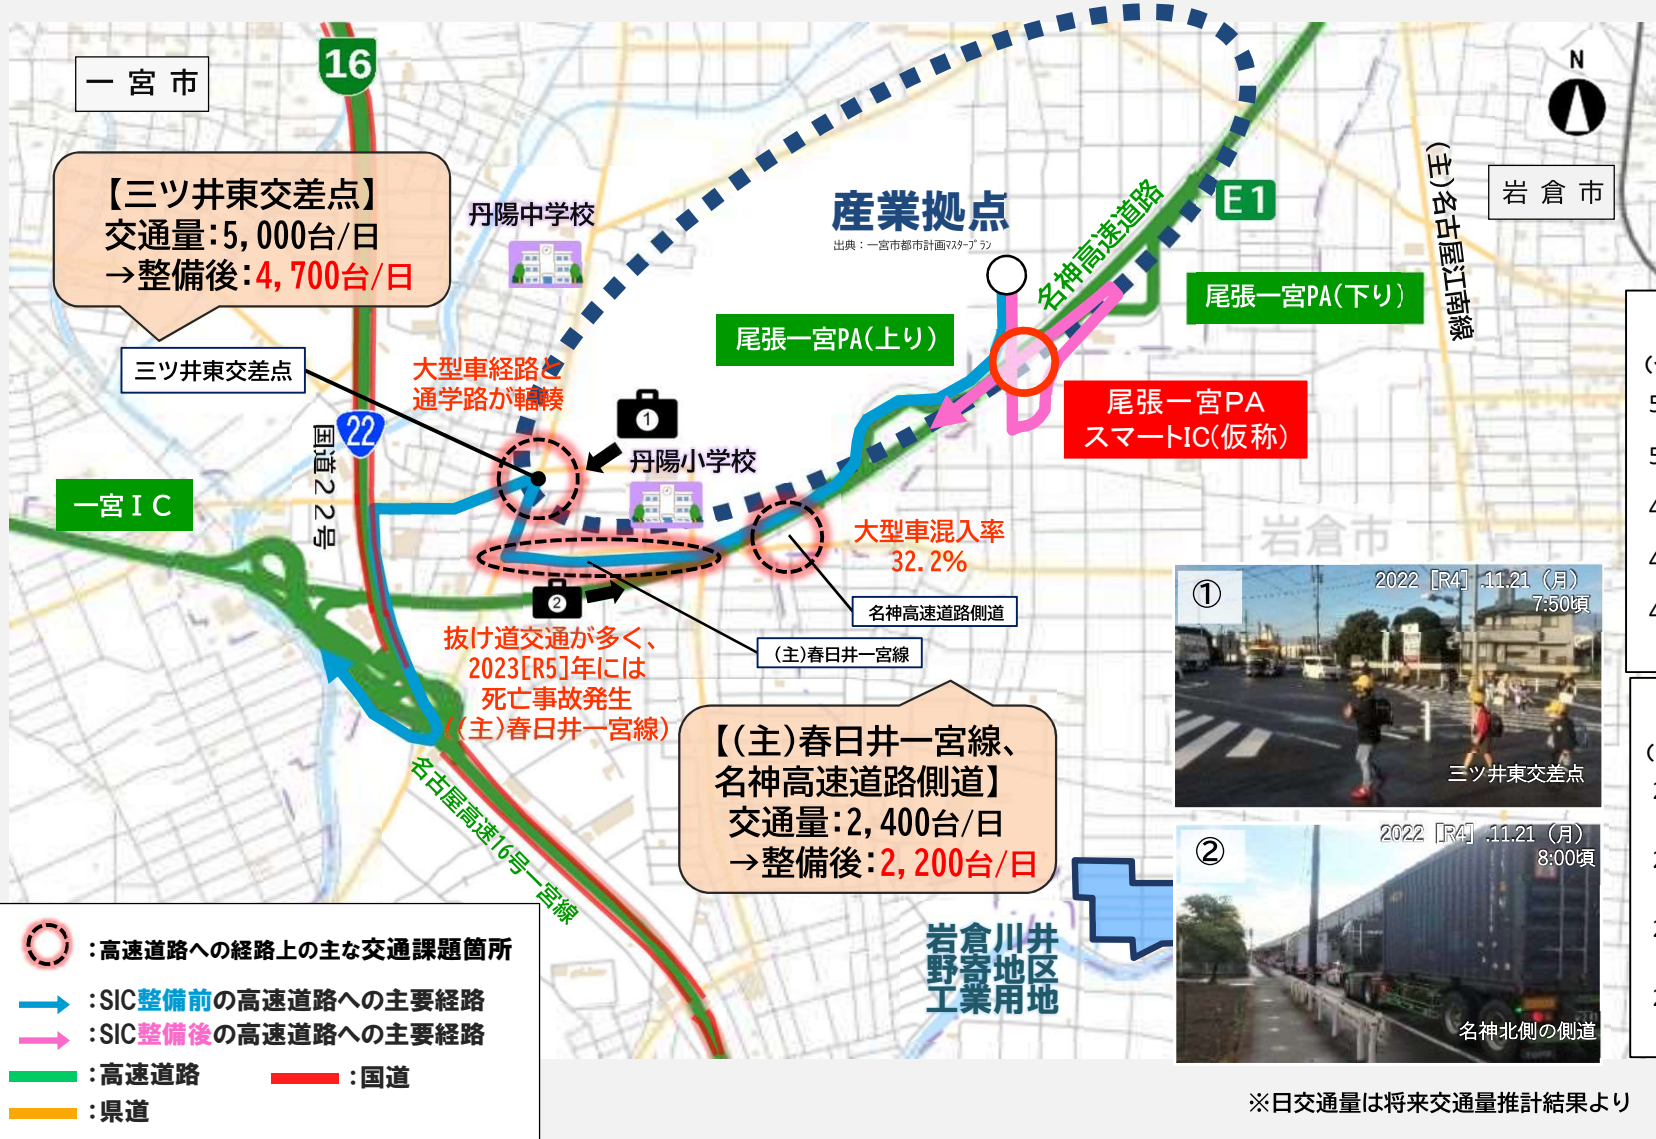 一宮市
16
【三ツ井東交差点】
交通量:5,000台/日
→整備後:4,700台/日
三ツ井東交差点
丹陽中学校
大型車経路と
通学路が輻輳
産業拠点
出典：一宮市都市計画マスタープラン
名神高速道路
E1
(主)名古屋江南線
N
岩倉市
尾張一宮PA(下り)
尾張一宮PA(上り)
尾張一宮PA
スマートIC(仮称)
22
国道22号
一宮IC
1
丹陽小学校
大型車混入率
32.2%
岩倉市
名神高速道路側道
(主)春日井一宮線
2
抜け道交通が多く、
2023[R5]年には
死亡事故発生
((主)春日井一宮線)
【(主)春日井一宮線、
名神高速道路側道】
交通量:2,400台/日
→整備後:2,200台/日
名古屋高速16号一宮線
岩倉川井
野寄地区
工業用地
①
2022 [R4] .11.21 (月)
7:50頃
三ツ井東交差点
②
2022 [R4] .11.21 (月)
8:00頃
名神北側の側道
:高速道路への経路上の主な交通課題箇所
:SIC整備前の高速道路への主要経路
:SIC整備後の高速道路への主要経路
:高速道路
:国道
:県道
※日交通量は将来交通量推計結果より